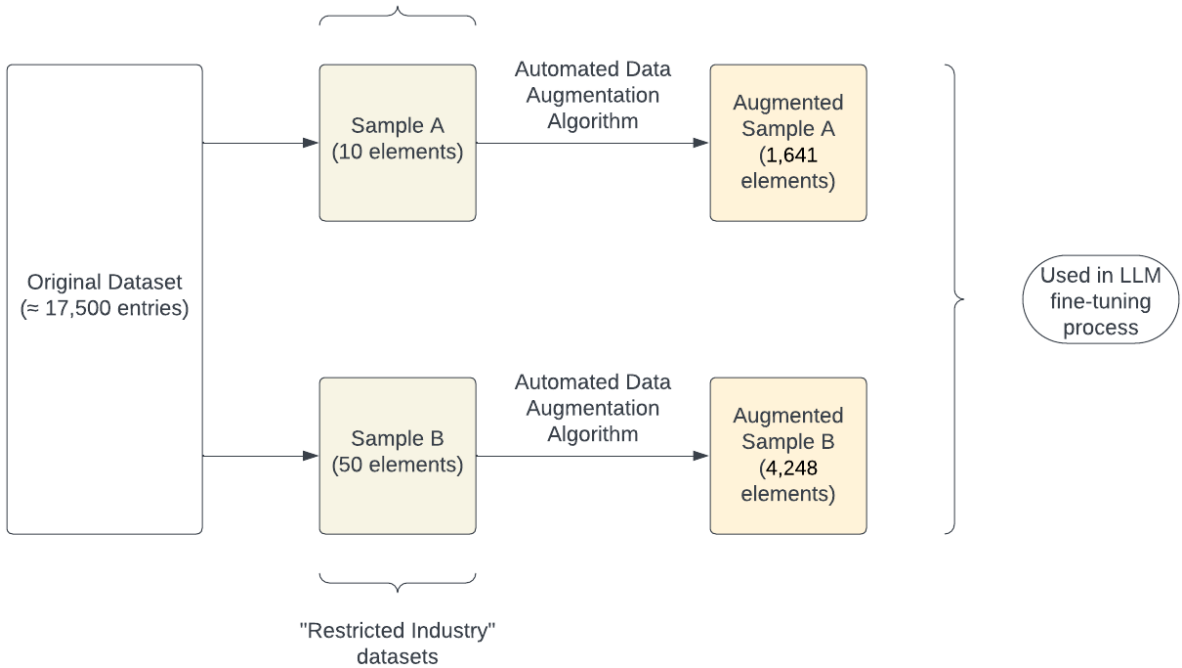 Original Dataset
(≈ 17,500 entries)
Sample A
(10 elements)
Automated Data
Augmentation
Algorithm
Augmented
Sample A
(1,641
elements)
Sample B
(50 elements)
Automated Data
Augmentation
Algorithm
Augmented
Sample B
(4,248
elements)
"Restricted Industry"
datasets
Used in LLM
fine-tuning
process